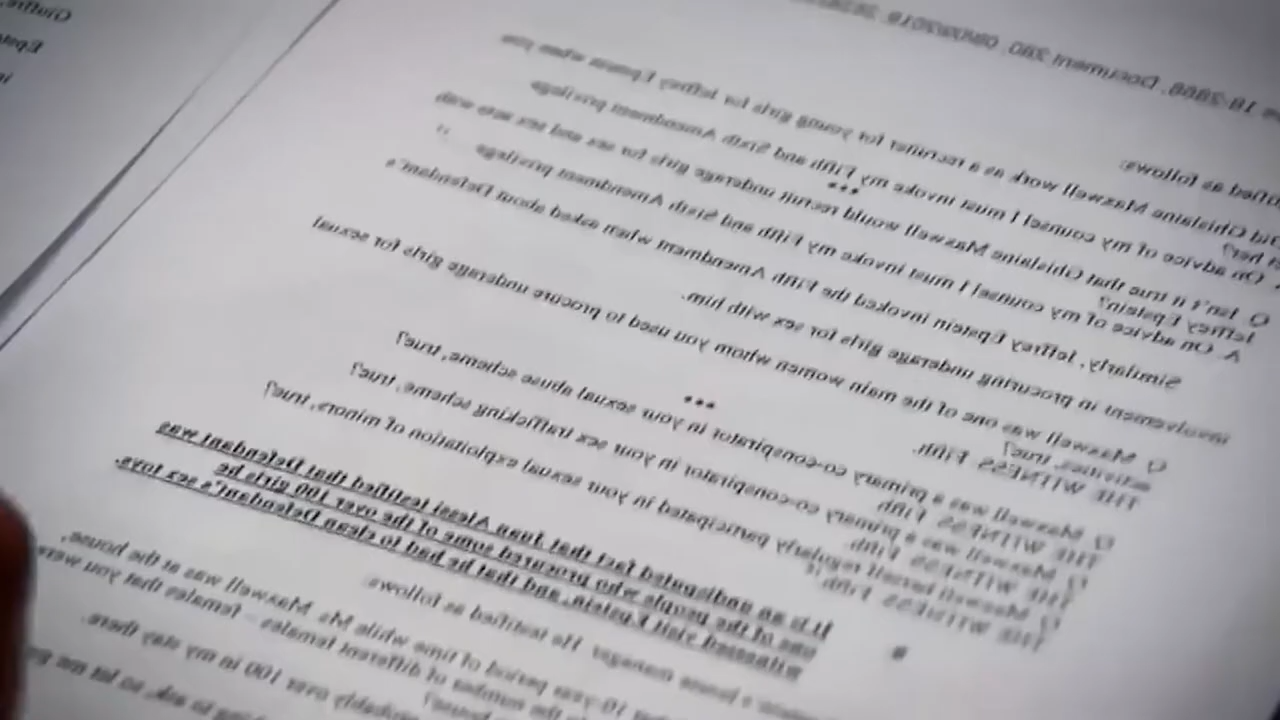 18-2868, Document 280, 08/09/2019,
testified as follows:
Did Ghislaine Maxwell work as a recruiter for young girls for Jeffrey Epstein when you
met her?
On advice of my counsel I must invoke my Fifth and Sixth Amendment privilege.
***
Q. Isn't it true that Ghislaine Maxwell would recruit underage girls for sex and sex acts with
Jeffrey Epstein?
A. On advice of my counsel I must invoke my Fifth and Sixth Amendment privilege.
Similarly, Jeffrey Epstein invoked the Fifth Amendment when asked about Defendant's
involvement in procuring underage girls for sex with him.
Q Maxwell was one of the main women whom you used to procure underage girls for sexual
activities, true?
THE WITNESS: Fifth.
***
Q Maxwell was a primary co-conspirator in your sexual abuse scheme, true?
THE WITNESS: Fifth.
Q Maxwell was a primary co-conspirator in your sex trafficking scheme, true?
THE WITNESS: Fifth.
Q Maxwell herself regularly participated in your sexual exploitation of minors, true?
THE WITNESS: Fifth.
It is an undisputed fact that Juan Alessi testified that Defendant was
one of the people who procured some of the over 100 girls he
witnessed visit Epstein, and that he had to clean Defendant's sex toys.
house manager. He testified as follows:
10-year period of time while Ms. Maxwell was at the house,
the number of different females – females that you were
probably over 100 in my stay there.
to ask, so let me
Giuffre,